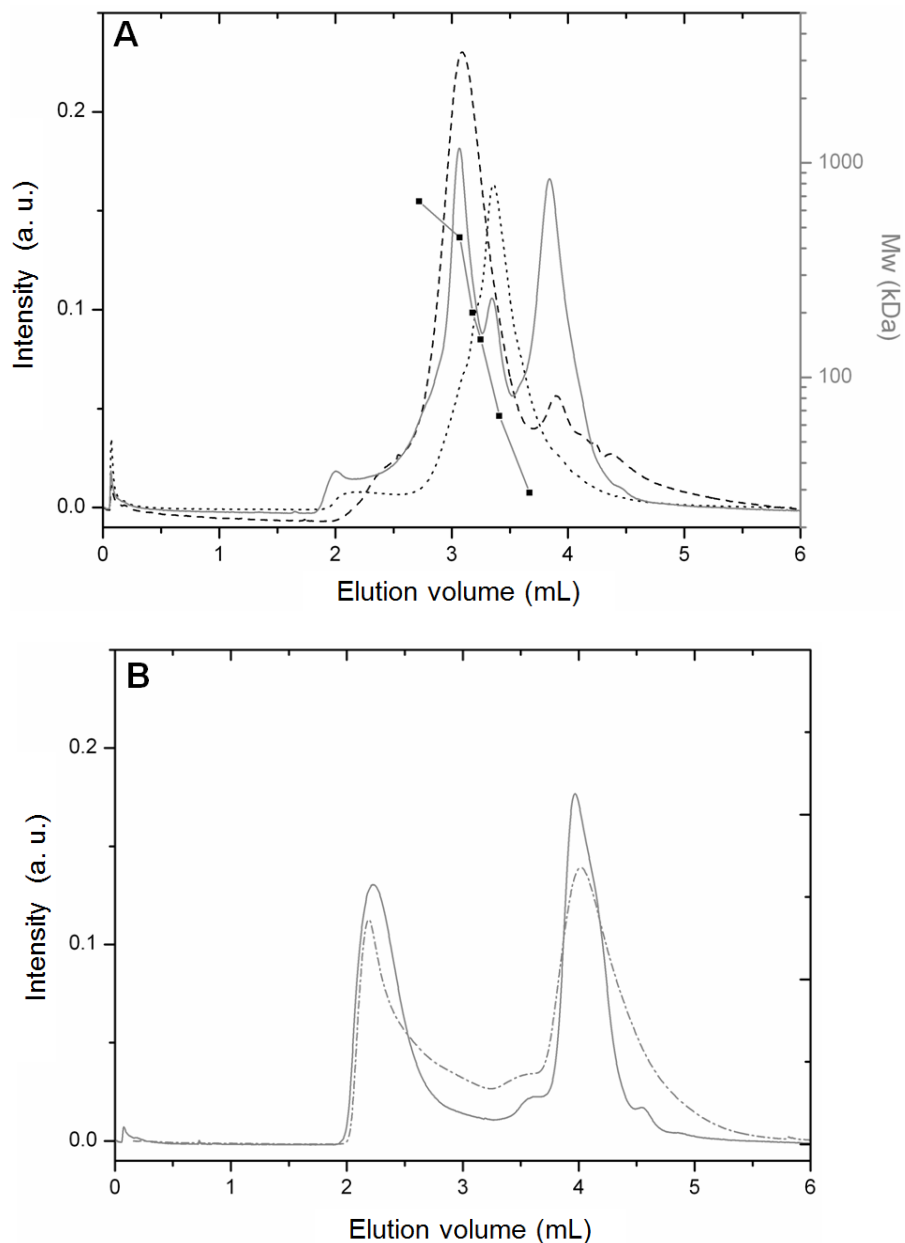 A
0.2
0.1
0.0
Intensity (a. u.)
1000
100
Mw (kDa)
0 1 2 3 4 5 6
Elution volume (mL)
B
0.2
0.1
0.0
Intensity (a. u.)
0 1 2 3 4 5 6
Elution volume (mL)